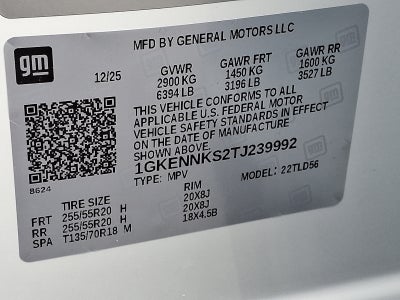 MFD BY GENERAL MOTORS LLC
gm
12/25
GVWR GAWR FRT GAWR RR
2900 KG 1450 KG 1600 KG
6394 LB 3196 LB 3527 LB
THIS VEHICLE CONFORMS TO ALL
APPLICABLE U.S. FEDERAL MOTOR
VEHICLE SAFETY STANDARDS IN EFFECT
ON THE DATE OF MANUFACTURE
SHOWN ABOVE.
1GKENNKS2TJ239992
TYPE: MPV MODEL: 22TLD56
8624
TIRE SIZE RIM
FRT 255/55R20 H 20X8J
RR 255/55R20 H 20X8J
SPA T135/70R18 M 18X4.5B